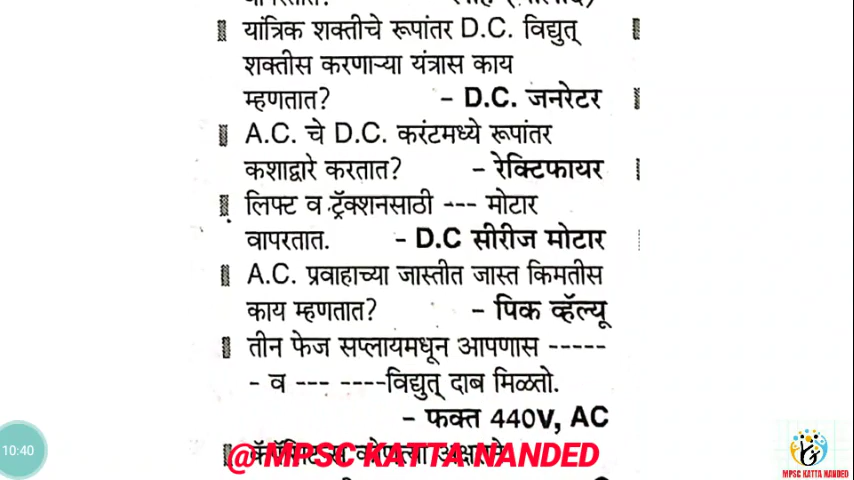 यांत्रिक शक्तीचे रूपांतर D.C. विद्युत्
शक्तीस करणाऱ्या यंत्रास काय
म्हणतात? - D.C. जनरेटर
A.C. चे D.C. करंटमध्ये रूपांतर
कशाद्वारे करतात? - रेक्टिफायर
लिफ्ट व ट्रॅक्शनसाठी --- मोटार
वापरतात. - D.C सीरीज मोटार
A.C. प्रवाहाच्या जास्तीत जास्त किमतीस
काय म्हणतात? - पिक व्हॅल्यू
तीन फेज सप्लायमधून आपणास -----
- व --- ----विद्युत् दाब मिळतो.
- फक्त 440V, AC
@ MPSC KATTA NANDED
10:40
MPSC KATTA NANDED